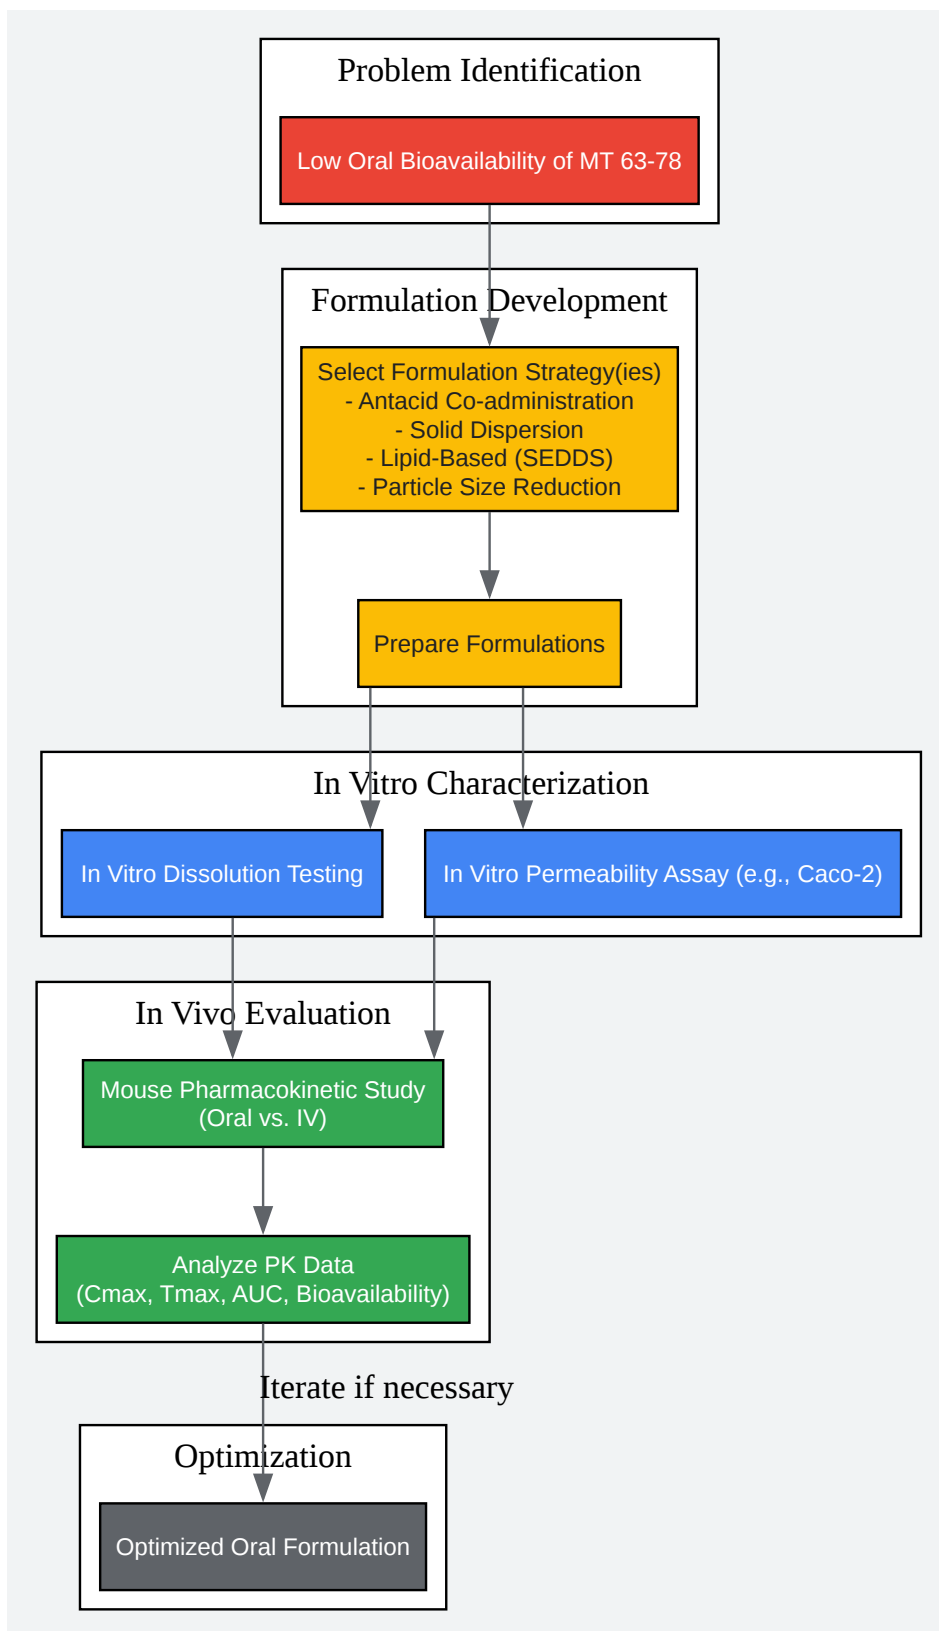 Problem Identification
Low Oral Bioavailability of MT 63-78
Formulation Development
Select Formulation Strategy(ies)
- Antacid Co-administration
- Solid Dispersion
- Lipid-Based (SEDDS)
- Particle Size Reduction
Prepare Formulations
In Vitro Characterization
In Vitro Dissolution Testing
In Vitro Permeability Assay (e.g., Caco-2)
In Vivo Evaluation
Mouse Pharmacokinetic Study
(Oral vs. IV)
Analyze PK Data
(Cmax, Tmax, AUC, Bioavailability)
Iterate if necessary
Optimization
Optimized Oral Formulation